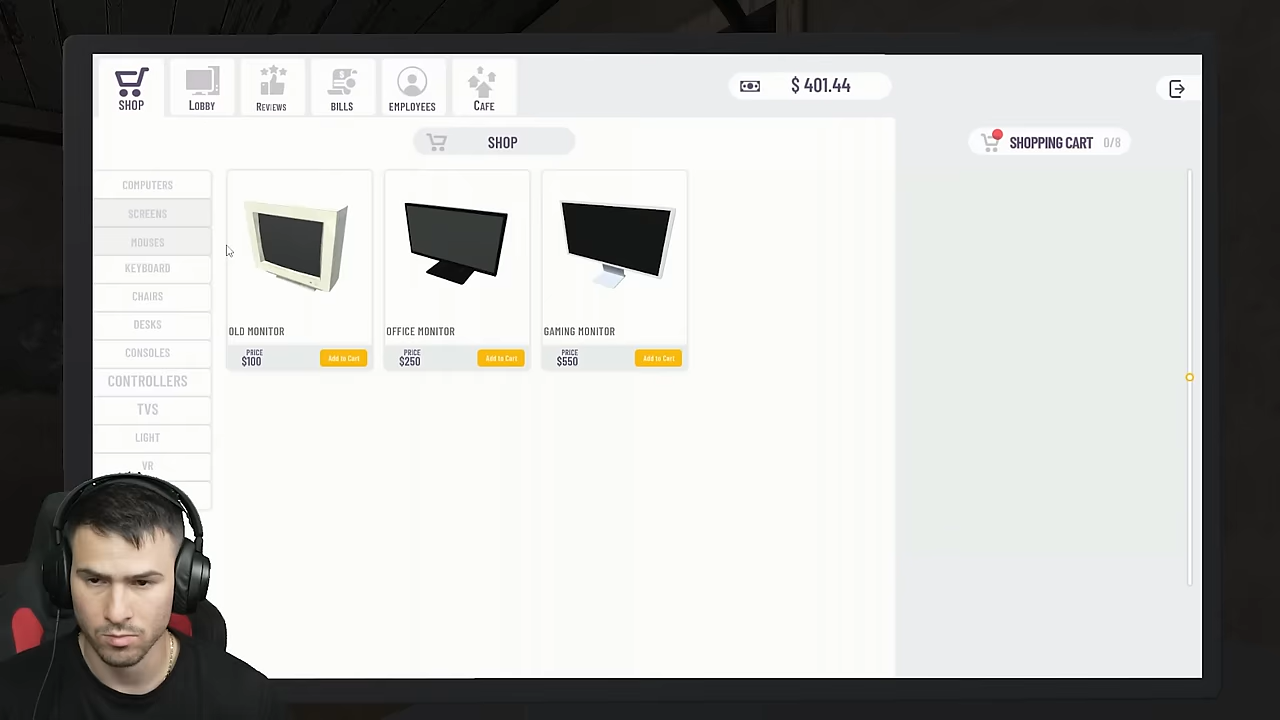 SHOP
LOBBY
REVIEWS
BILLS
EMPLOYEES
CAFE
$ 401.44
SHOP
SHOPPING CART 0/8
COMPUTERS
SCREENS
MOUSES
KEYBOARD
CHAIRS
DESKS
CONSOLES
CONTROLLERS
TVS
LIGHT
VR
OLD MONITOR
PRICE
$100
Add to Cart
OFFICE MONITOR
PRICE
$250
Add to Cart
GAMING MONITOR
PRICE
$550
Add to Cart